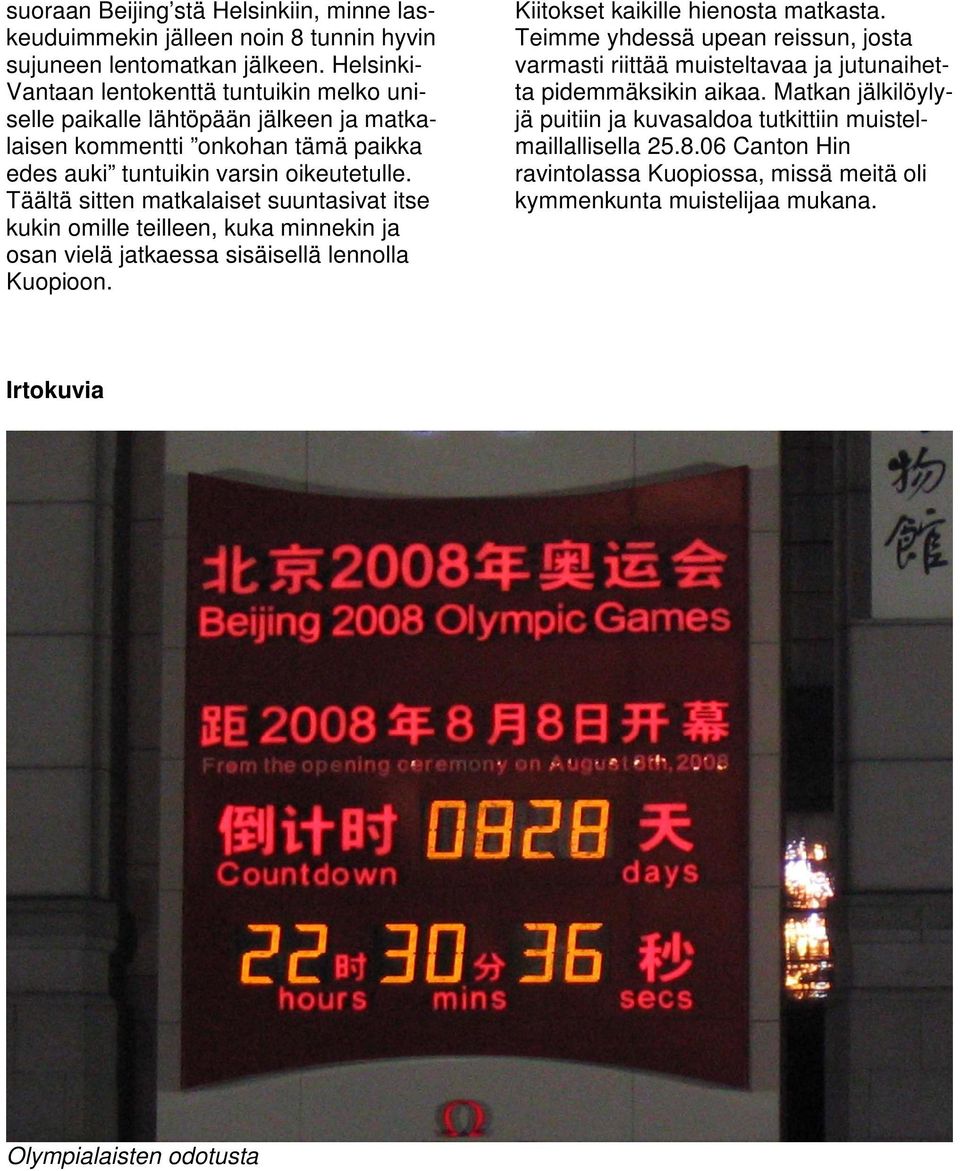 suoraan Beijing'stä Helsinkiin, minne las-
keuduimmekin jälleen noin 8 tunnin hyvin
sujuneen lentomatkan jälkeen. Helsinki-
Vantaan lentokenttä tuntuikin melko uni-
selle paikalle lähtöpään jälkeen ja matka-
laisen kommentti ”onkohan tämä paikka
edes auki” tuntuikin varsin oikeutetulle.
Täältä sitten matkalaiset suuntasivat itse
kukin omille teilleen, kuka minnekin ja
osan vielä jatkaessa sisäisellä lennolla
Kuopioon.
Kiitokset kaikille hienosta matkasta.
Teimme yhdessä upean reissun, josta
varmasti riittää muisteltavaa ja jutunaihet-
ta pidemmäksikin aikaa. Matkan jälkilöyly-
jä puitiin ja kuvasaldoa tutkittiin muistel-
maillallisella 25.8.06 Canton Hin
ravintolassa Kuopiossa, missä meitä oli
kymmenkunta muistelijaa mukana.
Irtokuvia
物館
北京2008年奥运会
Beijing 2008 Olympic Games
距2008年8月8日开幕
From the opening ceremony on August 8th, 2008
倒计时 0828 天
Countdown days
22时30分36秒
hours mins secs
Ω
Olympialaisten odotusta